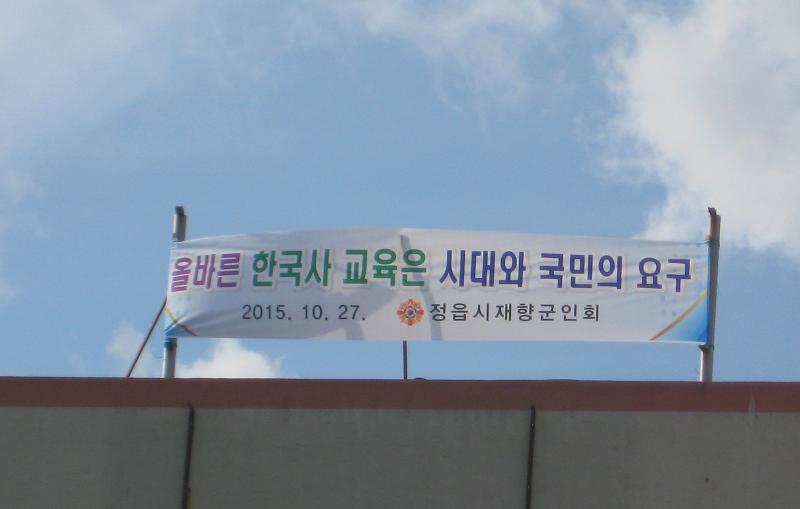 올바른 한국사 교육은 시대와 국민의 요구
2015. 10. 27. 정읍시재향군인회